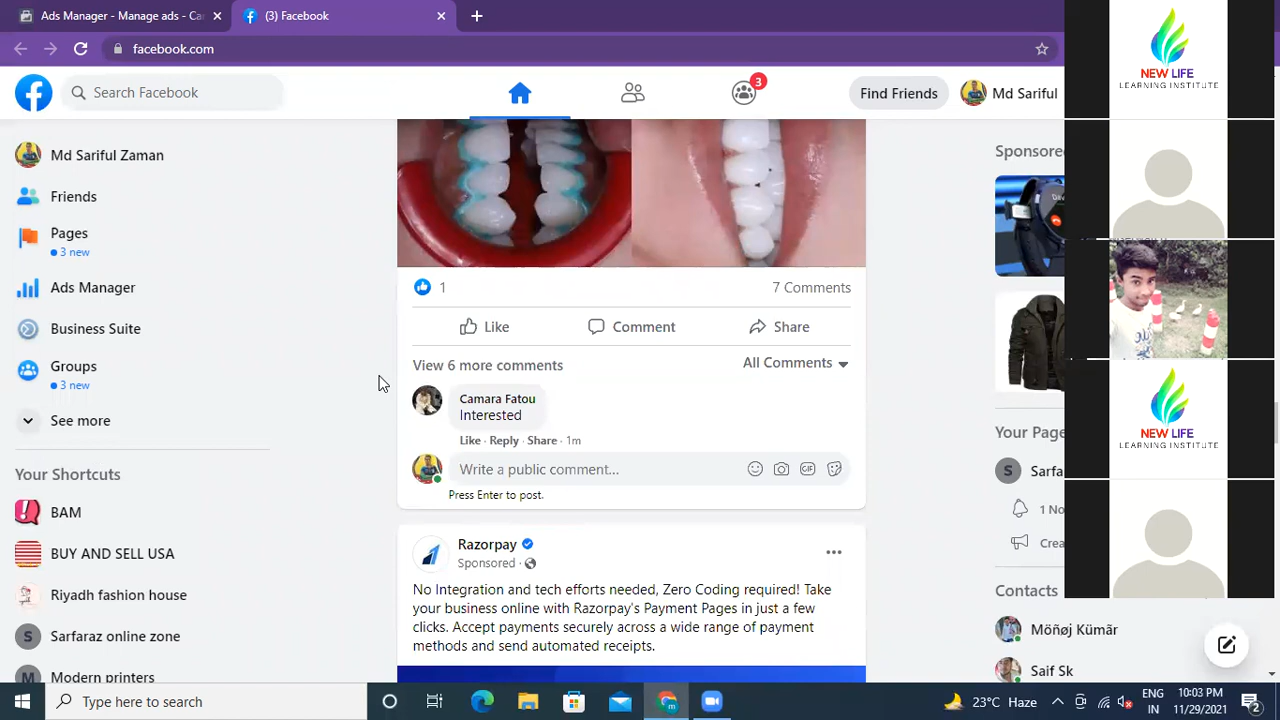 Ads Manager - Manage ads - Ca
(3) Facebook
facebook.com
Search Facebook
3
Find Friends
Md Sariful
NEW LIFE
LEARNING INSTITUTE
Md Sariful Zaman
Friends
Pages
3 new
Ads Manager
Business Suite
Groups
3 new
See more
Your Shortcuts
BAM
BUY AND SELL USA
Riyadh fashion house
S
Sarfaraz online zone
M
Modern printers
1
7 Comments
Like
Comment
Share
View 6 more comments
All Comments
Camara Fatou
Interested
Like · Reply · Share · 1m
Write a public comment...
GIF
Press Enter to post.
Razorpay
Sponsored ·
No Integration and tech efforts needed, Zero Coding required! Take
your business online with Razorpay's Payment Pages in just a few
clicks. Accept payments securely across a wide range of payment
methods and send automated receipts.
Sponsore
Your Pag
S
Sarfa
1 No
Crea
Contacts
Möñøj Kümãr
Saif Sk
NEW LIFE
LEARNING INSTITUTE
Type here to search
23°C Haze
ENG
IN
10:03 PM
11/29/2021
2